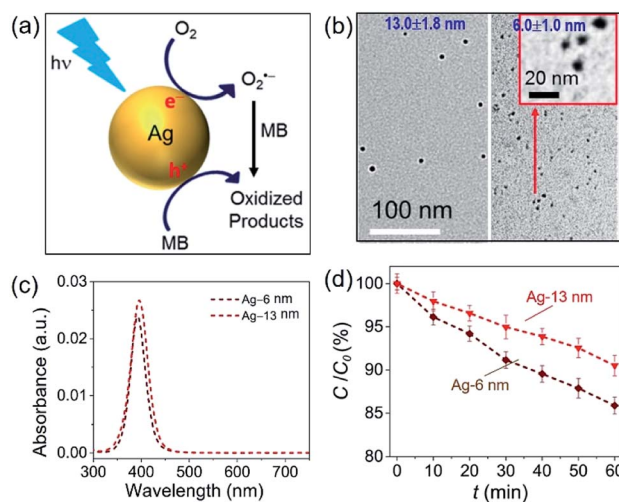 (a)
hν
O₂
e⁻
O₂•⁻
Ag
MB
h⁺
Oxidized
Products
MB
(b)
13.0±1.8 nm
6.0±1.0 nm
20 nm
100 nm
(c)
Absorbance (a.u.)
0.03
0.02
0.01
0.00
Ag–6 nm
Ag–13 nm
300 400 500 600 700
Wavelength (nm)
(d)
C/C₀ (%)
100
95
90
85
80
Ag-13 nm
Ag-6 nm
0 10 20 30 40 50 60
t (min)